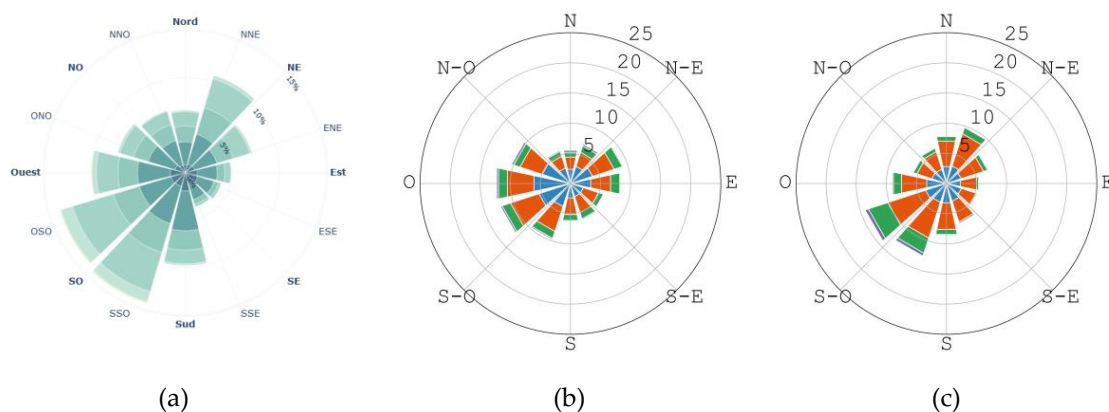 Nord
NNO
NNE
NO
NE
15%
ONO
10%
ENE
5%
Ouest
Est
OSO
ESE
SO
SE
SSO
SSE
Sud
N
25
N-O
20
N-E
15
10
5
O
E
S-O
S-E
S
N
25
N-O
20
N-E
15
10
5
O
E
S-O
S-E
S
(a)
(b)
(c)